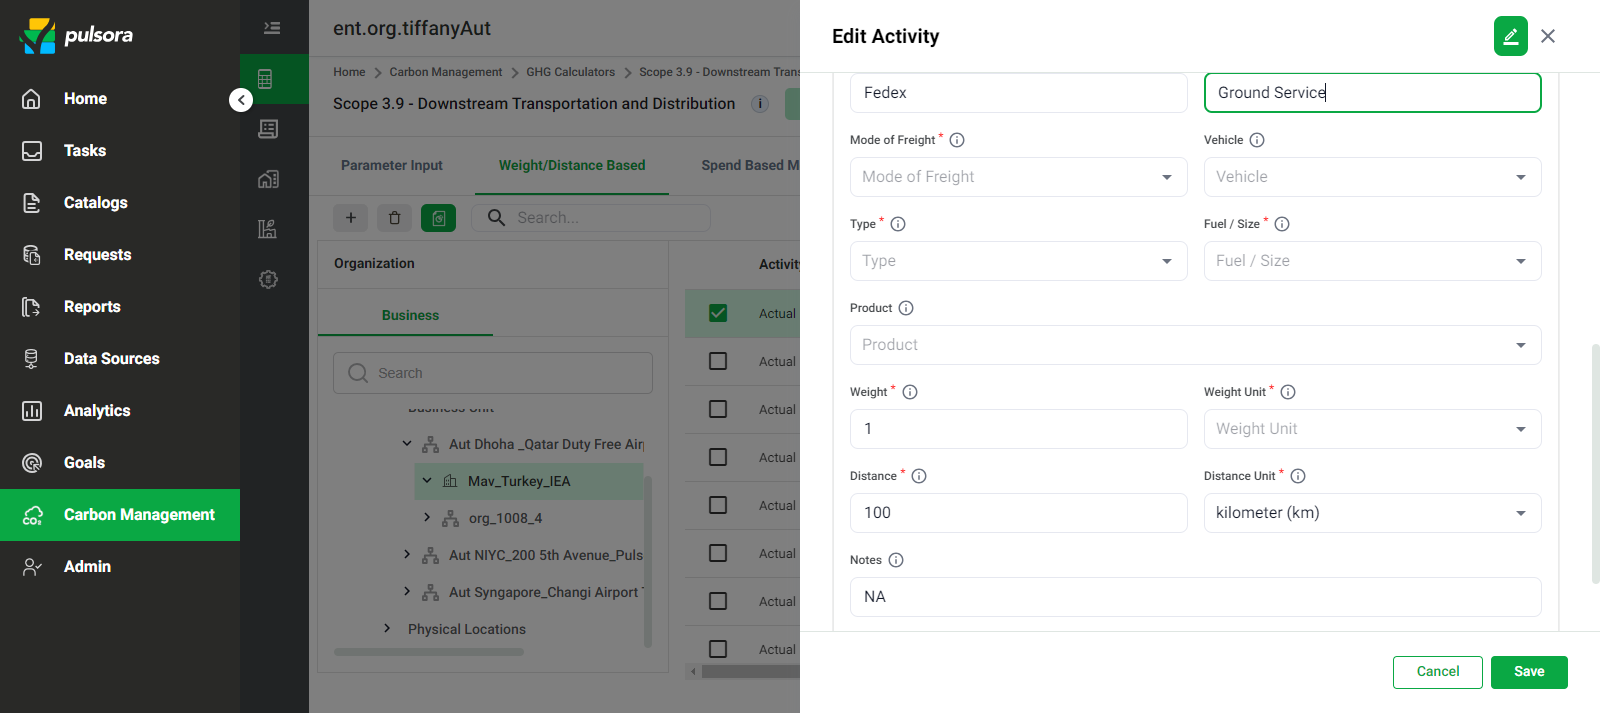 pulsora
Home
Tasks
Catalogs
Requests
Reports
Data Sources
Analytics
Goals
Carbon Management
Admin
ent.org.tiffanyAut
Home > Carbon Management > GHG Calculators > Scope 3.9 - Downstream Tran
Scope 3.9 - Downstream Transportation and Distribution i
Parameter Input
Weight/Distance Based
Spend Based M
Search...
Organization
Business
Search
Business Unit
Aut Dhoha _Qatar Duty Free Air
Mav_Turkey_IEA
org_1008_4
Aut NIYC_200 5th Avenue_Puls
Aut Syngapore_Changi Airport T
Physical Locations
Activity
Actual
Actual
Actual
Actual
Actual
Actual
Actual
Actual
Edit Activity
Fedex
Ground Service
Mode of Freight *
Vehicle
Mode of Freight
Vehicle
Type *
Fuel / Size *
Type
Fuel / Size
Product
Product
Weight *
Weight Unit *
1
Weight Unit
Distance *
Distance Unit *
100
kilometer (km)
Notes
NA
Cancel
Save